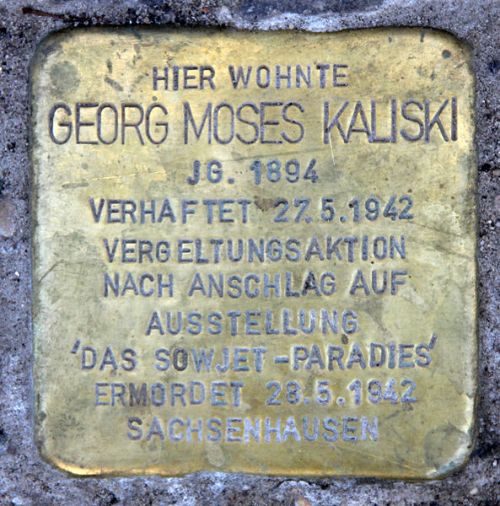 HIER WOHNTE
GEORG MOSES KALISKI
JG. 1894
VERHAFTET 27.5.1942
VERGELTUNGSAKTION
NACH ANSCHLAG AUF
AUSSTELLUNG
'DAS SOWJET-PARADIES'
ERMORDET 28.5.1942
SACHSENHAUSEN